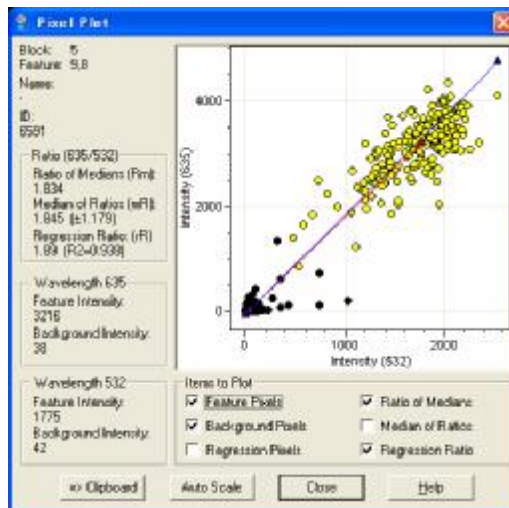 Pixel Plot
Block: 5
Feature: 9,8
Name:
-
ID:
6591
Ratio (635/532)
Ratio of Medians (Rm):
1.834
Median of Ratios (mR):
1.845 (±1.179)
Regression Ratio: (rR)
1.891 (R2=0.939)
Wavelength 635
Feature Intensity:
3216
Background Intensity:
38
Wavelength 532
Feature Intensity:
1775
Background Intensity:
42
Intensity (635)
4000
2000
0
0
1000
2000
Intensity (532)
Items to Plot
Feature Pixels
Ratio of Medians
Background Pixels
Median of Ratios
Regression Pixels
Regression Ratio
=> Clipboard
Auto Scale
Close
Help